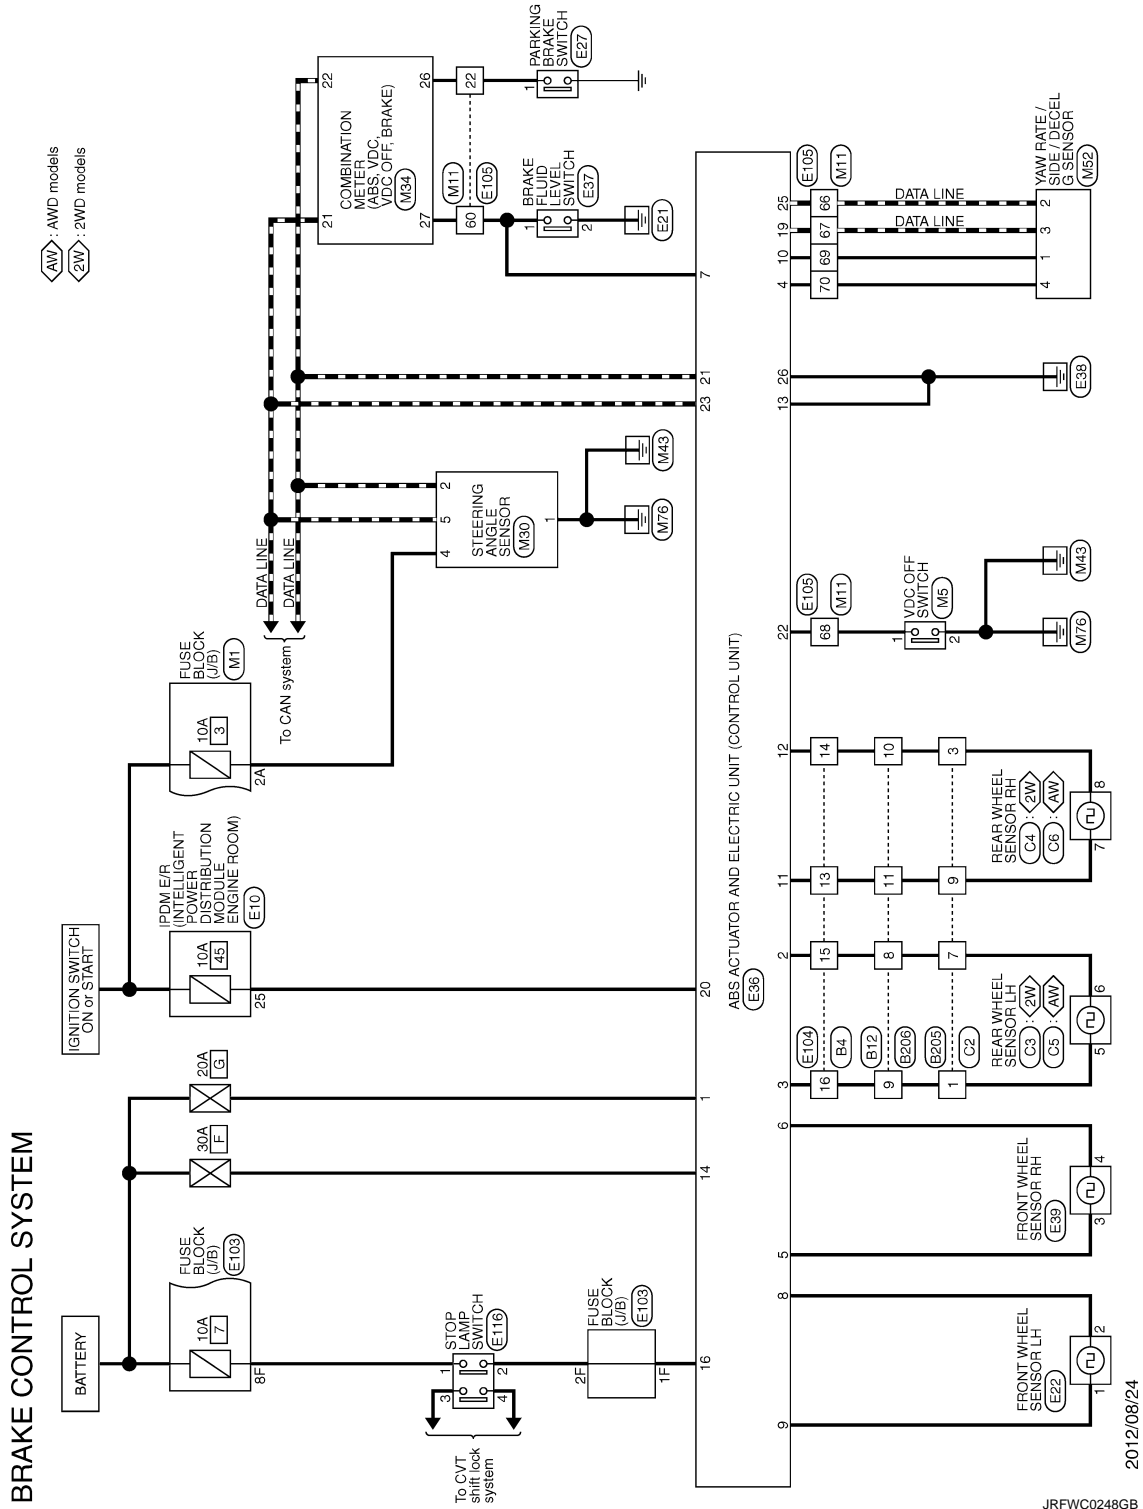 BRAKE CONTROL SYSTEM
BATTERY
IGNITION SWITCH
ON or START
AW : AWD models
2W : 2WD models
FUSE
BLOCK
(J/B)
E103
10A
7
8F
30A
F
20A
G
IPDM E/R
(INTELLIGENT
POWER
DISTRIBUTION
MODULE
ENGINE ROOM)
E10
10A
45
25
FUSE
BLOCK
(J/B)
M1
10A
3
2A
To CAN system
DATA LINE
DATA LINE
21
22
COMBINATION
METER
(ABS, VDC,
VDC OFF, BRAKE)
M34
27
26
M11
E105
60
22
BRAKE
FLUID
LEVEL
SWITCH
E37
1
2
E21
PARKING
BRAKE
SWITCH
E27
1
STEERING
ANGLE
SENSOR
M30
4
5
2
1
M76
M43
To CVT
shift lock
system
STOP
LAMP
SWITCH
E116
3
1
4
2
FUSE
BLOCK
(J/B)
E103
2F
1F
16
14
1
20
23
21
7
ABS ACTUATOR AND ELECTRIC UNIT (CONTROL UNIT)
E36
9
8
5
6
3
2
11
12
22
13
26
4
10
19
25
E104
B4
16
15
13
14
B12
B206
9
8
11
10
B205
C2
1
7
9
3
E105
M11
68
VDC OFF
SWITCH
M5
1
2
M76
M43
E38
E105
M11
70
69
67
66
DATA LINE
DATA LINE
4
1
3
2
YAW RATE /
SIDE / DECEL
G SENSOR
M52
FRONT WHEEL
SENSOR LH
E22
1
2
FRONT WHEEL
SENSOR RH
E39
3
4
REAR WHEEL
SENSOR LH
C3 : 2W
C5 : AW
5
6
REAR WHEEL
SENSOR RH
C4 : 2W
C6 : AW
7
8
2012/08/24
JRFWC0248GB